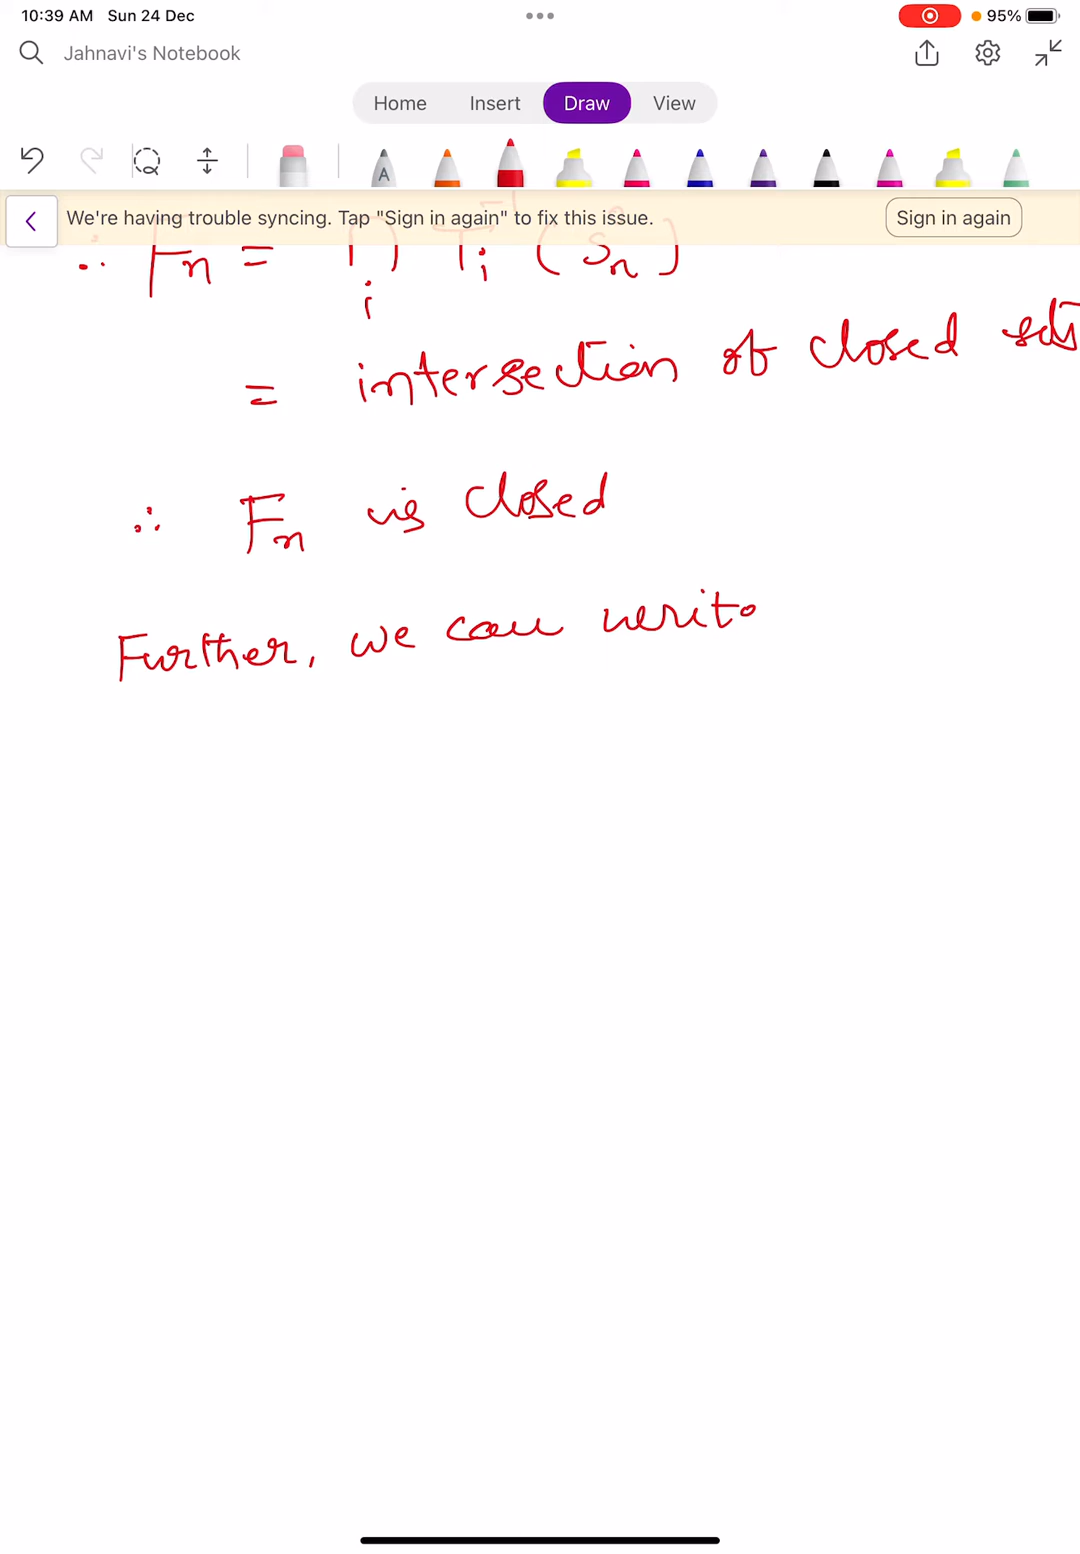 10:39 AM Sun 24 Dec
95%
Jahnavi's Notebook
Home Insert Draw View
A
We're having trouble syncing. Tap "Sign in again" to fix this issue. Sign in again
∴ Fn = ∩ Ti⁻¹ (Sn)
i
= intersection of closed sets
∴ Fn is closed
Further, we can write